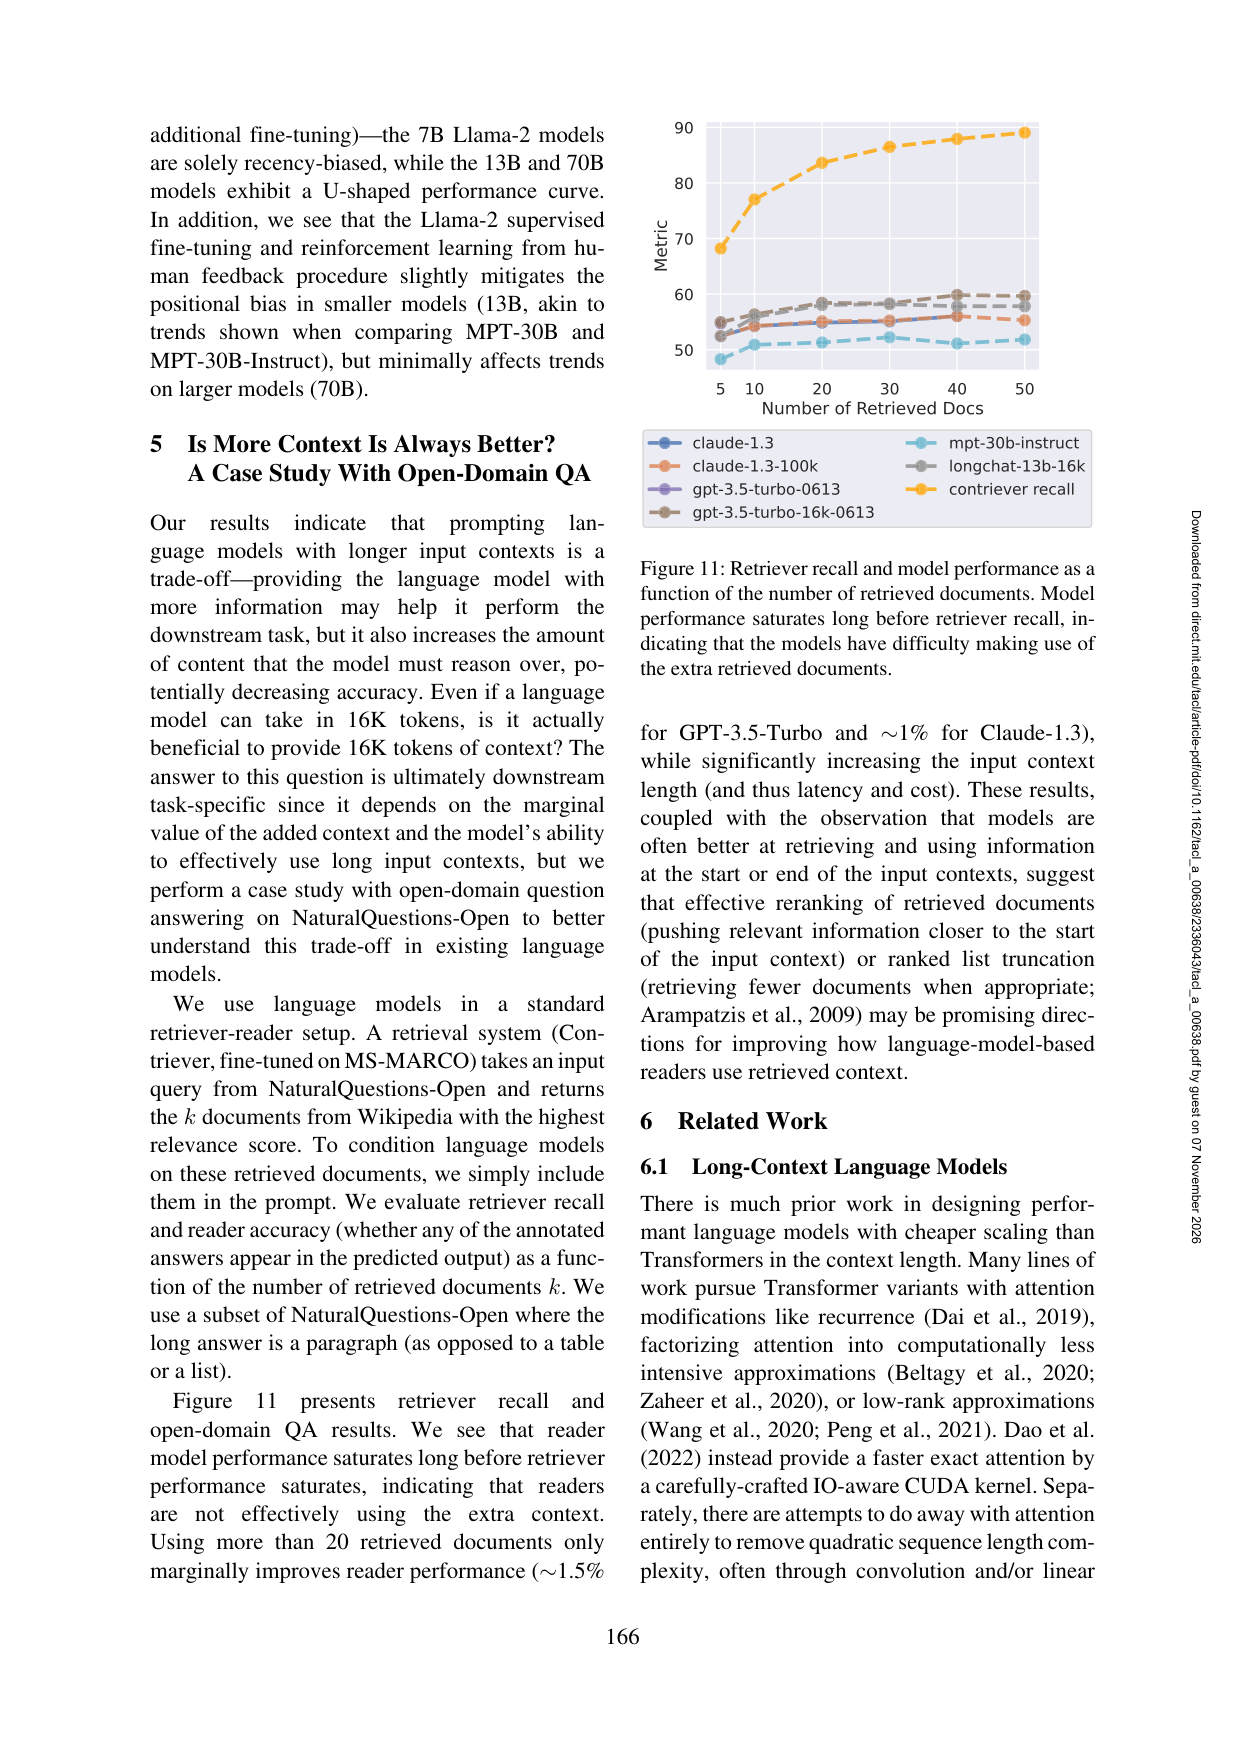 additional fine-tuning)—the 7B Llama-2 models
are solely recency-biased, while the 13B and 70B
models exhibit a U-shaped performance curve.
In addition, we see that the Llama-2 supervised
fine-tuning and reinforcement learning from hu-
man feedback procedure slightly mitigates the
positional bias in smaller models (13B, akin to
trends shown when comparing MPT-30B and
MPT-30B-Instruct), but minimally affects trends
on larger models (70B).
5 Is More Context Is Always Better?
A Case Study With Open-Domain QA
Our results indicate that prompting lan-
guage models with longer input contexts is a
trade-off—providing the language model with
more information may help it perform the
downstream task, but it also increases the amount
of content that the model must reason over, po-
tentially decreasing accuracy. Even if a language
model can take in 16K tokens, is it actually
beneficial to provide 16K tokens of context? The
answer to this question is ultimately downstream
task-specific since it depends on the marginal
value of the added context and the model's ability
to effectively use long input contexts, but we
perform a case study with open-domain question
answering on NaturalQuestions-Open to better
understand this trade-off in existing language
models.
We use language models in a standard
retriever-reader setup. A retrieval system (Con-
triever, fine-tuned on MS-MARCO) takes an input
query from NaturalQuestions-Open and returns
the k documents from Wikipedia with the highest
relevance score. To condition language models
on these retrieved documents, we simply include
them in the prompt. We evaluate retriever recall
and reader accuracy (whether any of the annotated
answers appear in the predicted output) as a func-
tion of the number of retrieved documents k. We
use a subset of NaturalQuestions-Open where the
long answer is a paragraph (as opposed to a table
or a list).
Figure 11 presents retriever recall and
open-domain QA results. We see that reader
model performance saturates long before retriever
performance saturates, indicating that readers
are not effectively using the extra context.
Using more than 20 retrieved documents only
marginally improves reader performance (∼1.5%
90
80
70
60
50
Metric
5 10 20 30 40 50
Number of Retrieved Docs
claude-1.3
claude-1.3-100k
gpt-3.5-turbo-0613
gpt-3.5-turbo-16k-0613
mpt-30b-instruct
longchat-13b-16k
contriever recall
Figure 11: Retriever recall and model performance as a
function of the number of retrieved documents. Model
performance saturates long before retriever recall, in-
dicating that the models have difficulty making use of
the extra retrieved documents.
for GPT-3.5-Turbo and ∼1% for Claude-1.3),
while significantly increasing the input context
length (and thus latency and cost). These results,
coupled with the observation that models are
often better at retrieving and using information
at the start or end of the input contexts, suggest
that effective reranking of retrieved documents
(pushing relevant information closer to the start
of the input context) or ranked list truncation
(retrieving fewer documents when appropriate;
Arampatzis et al., 2009) may be promising direc-
tions for improving how language-model-based
readers use retrieved context.
6 Related Work
6.1 Long-Context Language Models
There is much prior work in designing perfor-
mant language models with cheaper scaling than
Transformers in the context length. Many lines of
work pursue Transformer variants with attention
modifications like recurrence (Dai et al., 2019),
factorizing attention into computationally less
intensive approximations (Beltagy et al., 2020;
Zaheer et al., 2020), or low-rank approximations
(Wang et al., 2020; Peng et al., 2021). Dao et al.
(2022) instead provide a faster exact attention by
a carefully-crafted IO-aware CUDA kernel. Sepa-
rately, there are attempts to do away with attention
entirely to remove quadratic sequence length com-
plexity, often through convolution and/or linear
166
Downloaded from direct.mit.edu/tacl/article-pdf/doi/10.1162/tacl_a_00638/2336043/tacl_a_00638.pdf by guest on 07 November 2026